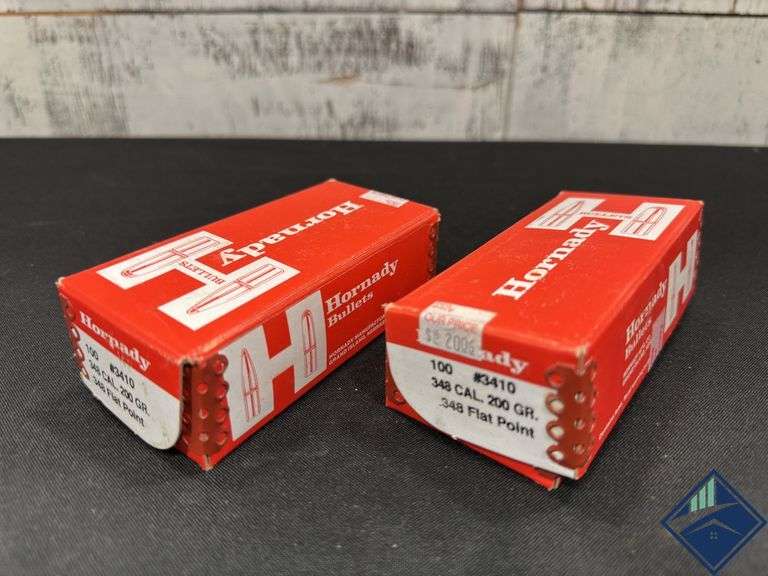 Hornady
BULLETS
Hornady
Bullets
Hornady
100 #3410
.348 CAL. 200 GR.
.348 Flat Point
BULLETS
Hornady
Hornady
Bullets
OUR PRICE
100 #3410
348 CAL. 200 GR.
.348 Flat Point